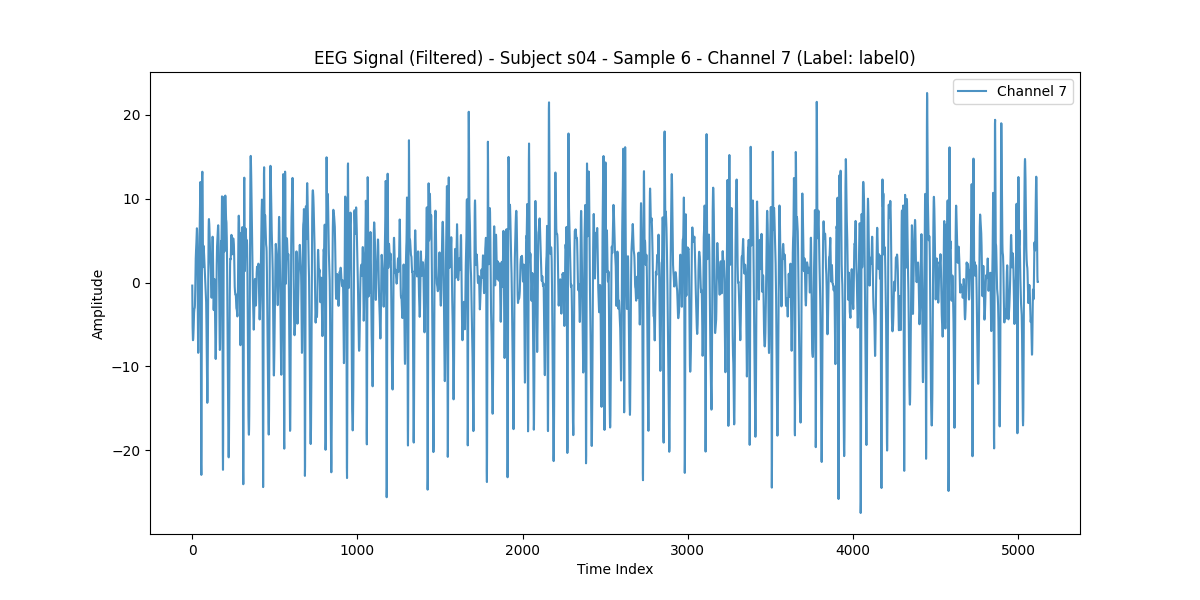 EEG Signal (Filtered) - Subject s04 - Sample 6 - Channel 7 (Label: label0)
Channel 7
20
10
0
−10
−20
Amplitude
0
1000
2000
3000
4000
5000
Time Index